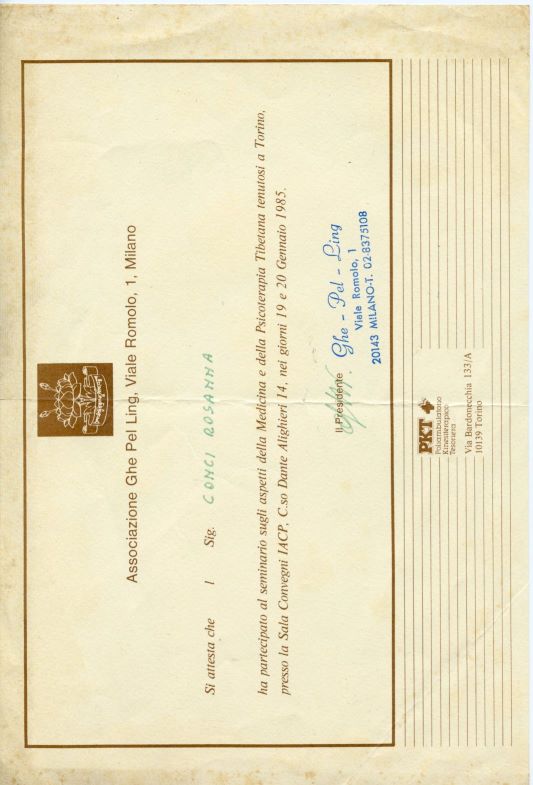 Associazione Ghe Pel Ling, Viale Romolo, 1, Milano
Si attesta che l Sig. CONCI ROSANNA
ha partecipato al seminario sugli aspetti della Medicina e della Psicoterapia Tibetana tenutosi a Torino,
presso la Sala Convegni IACP, C.so Dante Alighieri 14, nei giorni 19 e 20 Gennaio 1985.
Il Presidente
Ghe - Pel - Ling
Viale Romolo, 1
20143 MILANO-T. 02-8375108
PKT
Poliambulatorio
Kinesiterapico
Tesoriera
Via Bardonecchia 133/A
10139 Torino